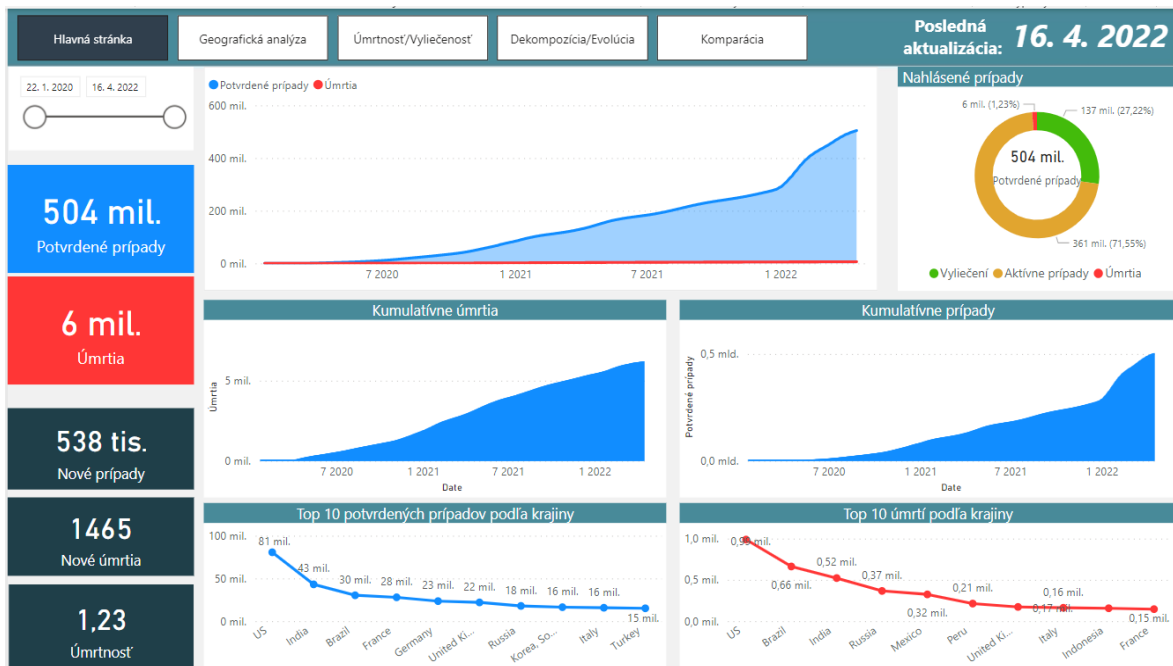 Hlavná stránka
Geografická analýza
Úmrtnosť/Vyliečenosť
Dekompozícia/Evolúcia
Komparácia
Posledná
aktualizácia:
16. 4. 2022
22. 1. 2020
16. 4. 2022
504 mil.
Potvrdené prípady
6 mil.
Úmrtia
538 tis.
Nové prípady
1465
Nové úmrtia
1,23
Úmrtnosť
Potvrdené prípady Úmrtia
600 mil.
400 mil.
200 mil.
0 mil.
7 2020 1 2021 7 2021 1 2022
Nahlásené prípady
6 mil. (1,23%)
137 mil. (27,22%)
504 mil.
Potvrdené prípady
361 mil. (71,55%)
Vyliečení Aktívne prípady Úmrtia
Kumulatívne úmrtia
Úmrtia
5 mil.
0 mil.
7 2020 1 2021 7 2021 1 2022
Date
Kumulatívne prípady
Potvrdené prípady
0,5 mld.
0,0 mld.
7 2020 1 2021 7 2021 1 2022
Date
Top 10 potvrdených prípadov podľa krajiny
100 mil.
50 mil.
0 mil.
81 mil.
43 mil.
30 mil.
28 mil.
23 mil.
22 mil.
18 mil.
16 mil.
16 mil.
15 mil.
US
India
Brazil
France
Germany
United Ki...
Russia
Korea, So...
Italy
Turkey
Top 10 úmrtí podľa krajiny
1,0 mil.
0,5 mil.
0,0 mil.
0,66 mil.
0,52 mil.
0,37 mil.
0,32 mil.
0,21 mil.
0,17 mil.
0,16 mil.
0,15 mil.
US
Brazil
India
Russia
Mexico
Peru
United Ki...
Italy
Indonesia
France